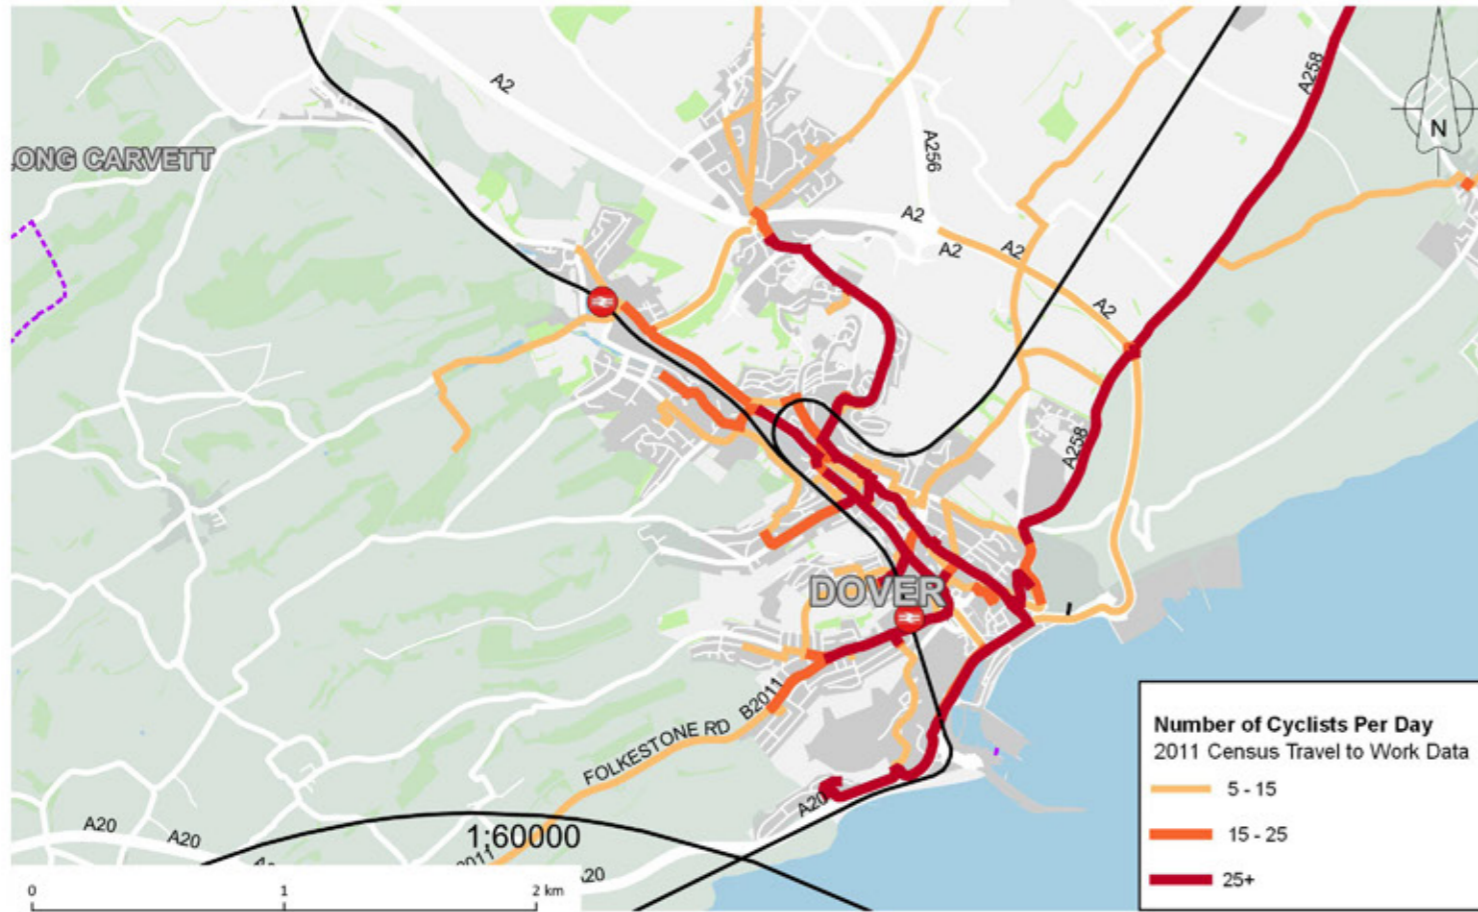 A2
A258
A256
N
LONG CARVETT
A2
A2
A2
A2
A258
DOVER
B2011
FOLKESTONE RD
A20
A20
A20
1:60000
2011
A20
0 1 2 km
Number of Cyclists Per Day
2011 Census Travel to Work Data
5 - 15
15 - 25
25+